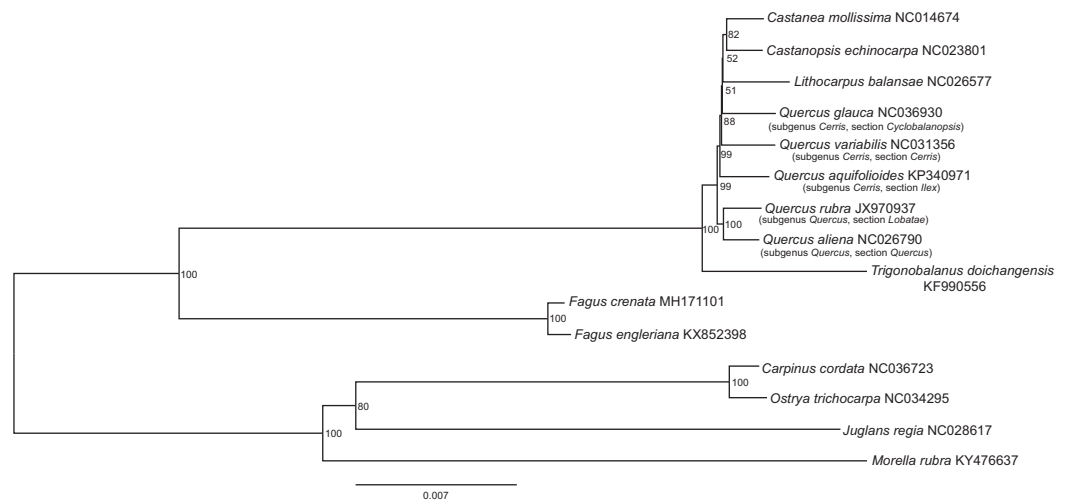 Castanea mollissima NC014674
82
Castanopsis echinocarpa NC023801
52
Lithocarpus balansae NC026577
51
Quercus glauca NC036930
88
(subgenus Cerris, section Cyclobalanopsis)
Quercus variabilis NC031356
99
(subgenus Cerris, section Cerris)
Quercus aquifolioides KP340971
99
(subgenus Cerris, section Ilex)
Quercus rubra JX970937
(subgenus Quercus, section Lobatae)
100
100
Quercus aliena NC026790
(subgenus Quercus, section Quercus)
Trigonobalanus doichangensis
KF990556
100
Fagus crenata MH171101
100
Fagus engleriana KX852398
Carpinus cordata NC036723
100
Ostrya trichocarpa NC034295
80
Juglans regia NC028617
100
Morella rubra KY476637
0.007